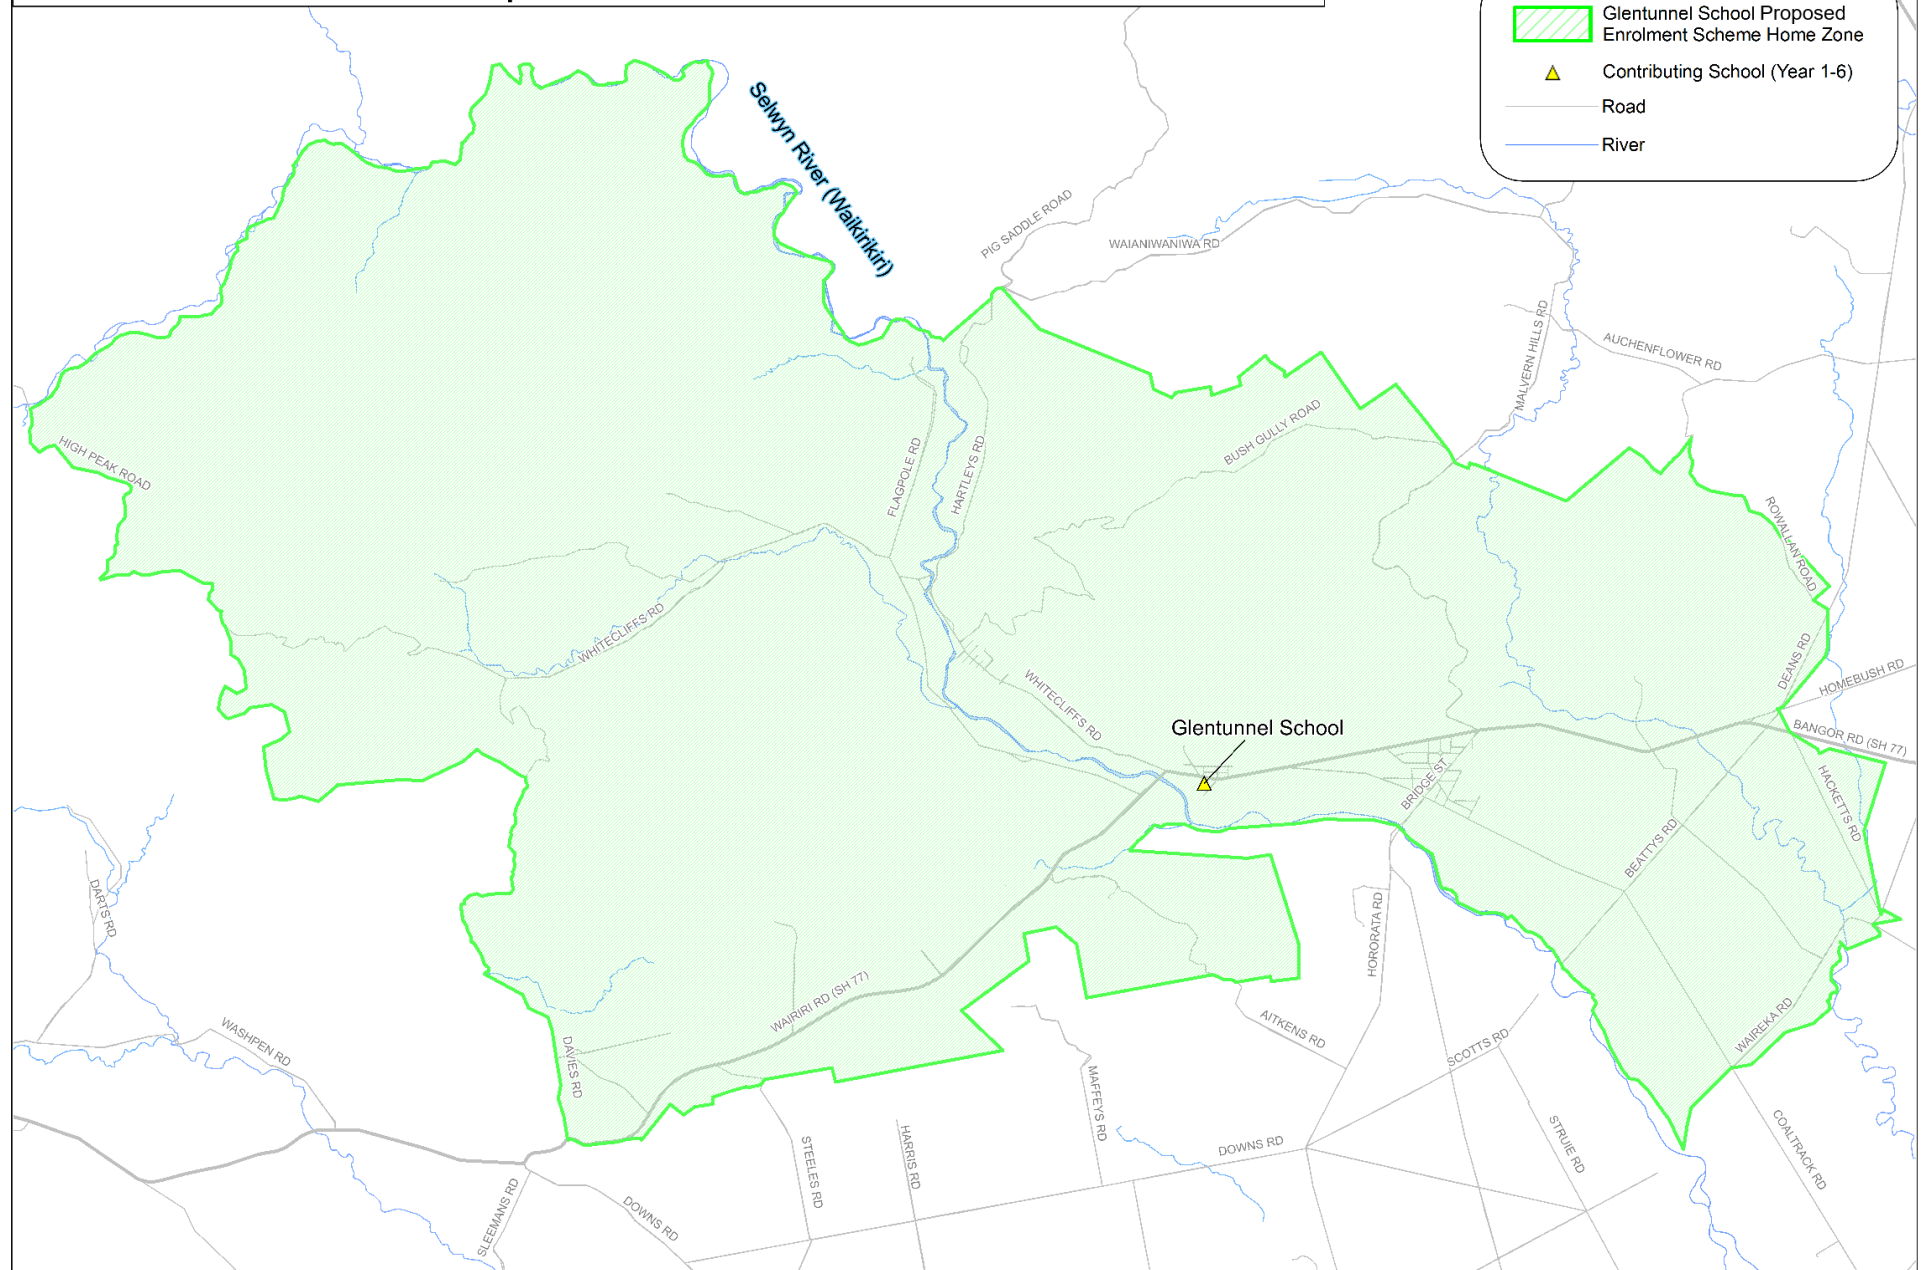 Glentunnel School Proposed
Enrolment Scheme Home Zone
Contributing School (Year 1-6)
Road
River
Selwyn River (Waikirikiri)
PIG SADDLE ROAD
WAIANIWANIWA RD
MALVERN HILLS RD
AUCHENFLOWER RD
HIGH PEAK ROAD
FLAGPOLE RD
HARTLEYS RD
BUSH GULLY ROAD
ROWALLAN ROAD
WHITECLIFFS RD
WHITECLIFFS RD
DEANS RD
HOMEBUSH RD
BANGOR RD (SH 77)
Glentunnel School
BRIDGE ST
HACKETTS RD
BEATTYS RD
DARTS RD
HORORATA RD
WAIRIRI RD (SH 77)
WASHPEN RD
DAVIES RD
AITKENS RD
SCOTTS RD
WAIREKA RD
MAFFEYS RD
STEELES RD
HARRIS RD
DOWNS RD
STRUIE RD
COALTRACK RD
SLEEMANS RD
DOWNS RD